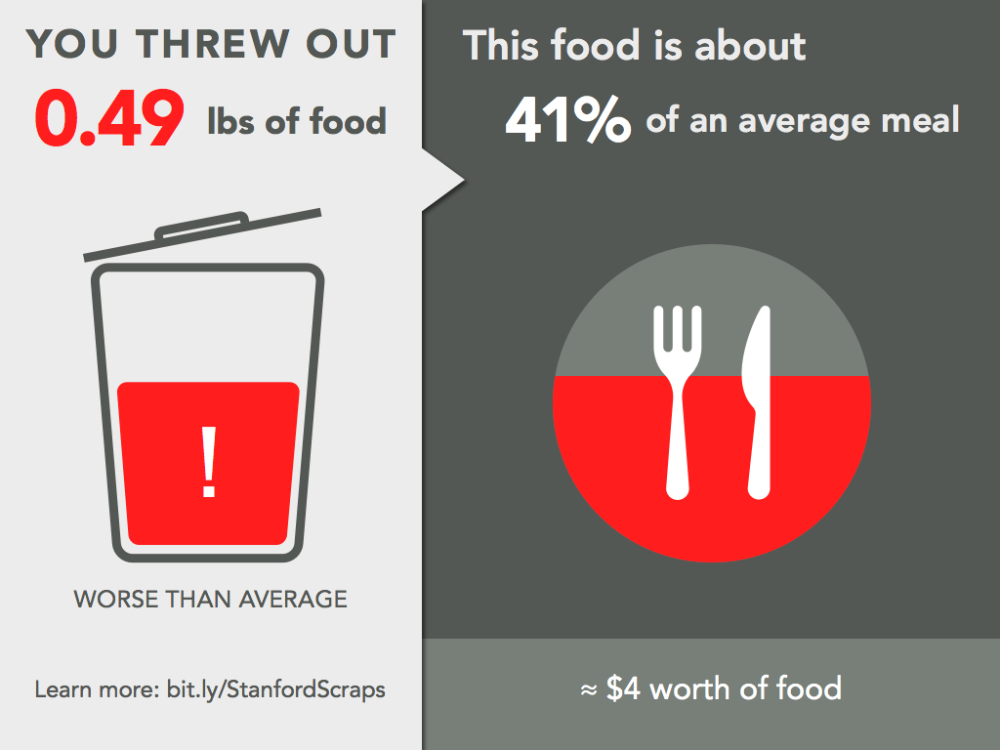 YOU THREW OUT
0.49 lbs of food
!
WORSE THAN AVERAGE
Learn more: bit.ly/StanfordScraps
This food is about
41% of an average meal
≈ $4 worth of food